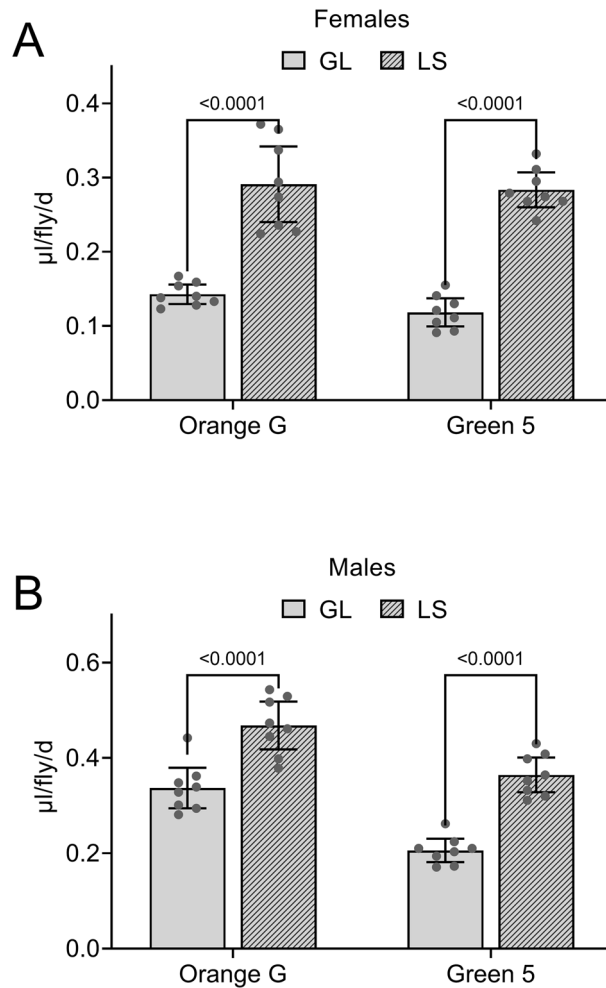 A
Females
GL LS
<0.0001 <0.0001
0.4
0.3
0.2
0.1
0.0
µl/fly/d
Orange G Green 5
B
Males
GL LS
<0.0001 <0.0001
0.6
0.4
0.2
0.0
µl/fly/d
Orange G Green 5